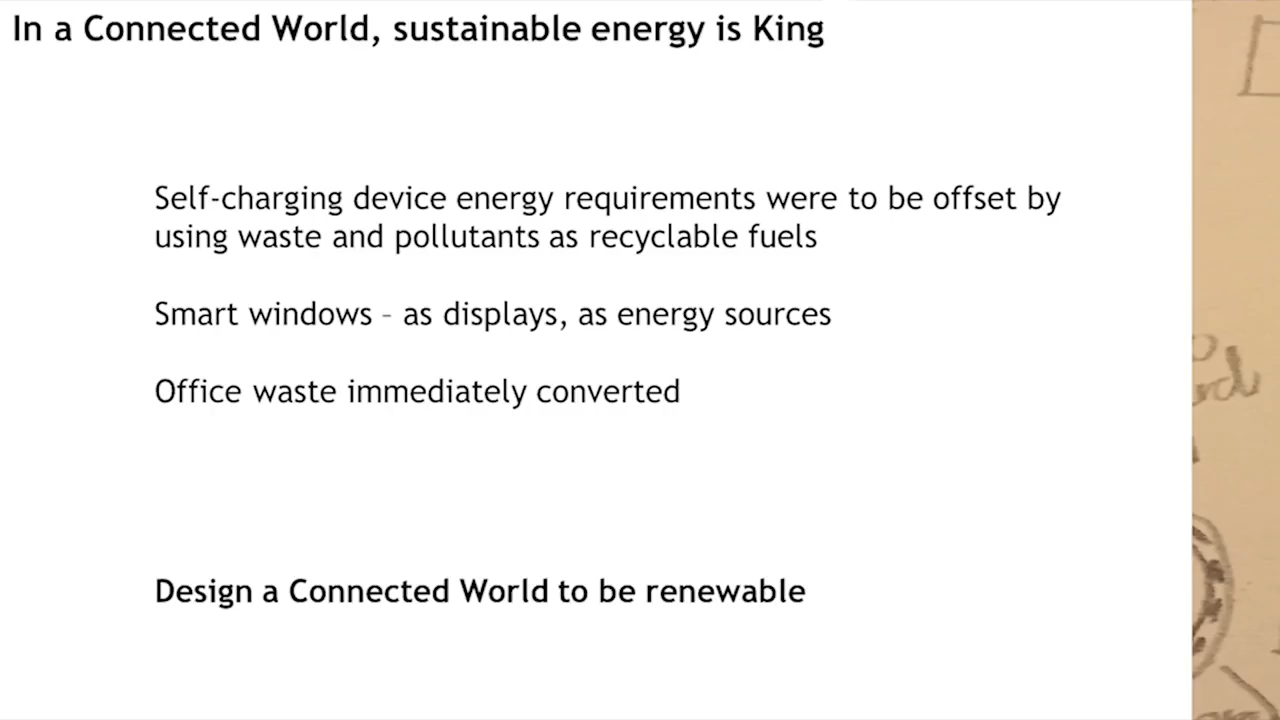 In a Connected World, sustainable energy is King
Self-charging device energy requirements were to be offset by
using waste and pollutants as recyclable fuels
Smart windows – as displays, as energy sources
Office waste immediately converted
Design a Connected World to be renewable